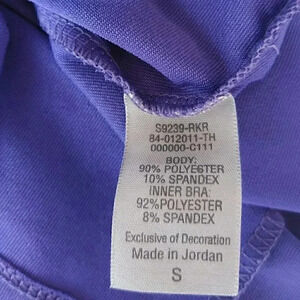 S9239-RKR
84-012011-TH
000000-C111
BODY:
90% POLYESTER
10% SPANDEX
INNER BRA:
92%POLYESTER
8% SPANDEX
Exclusive of Decoration
Made in Jordan
S